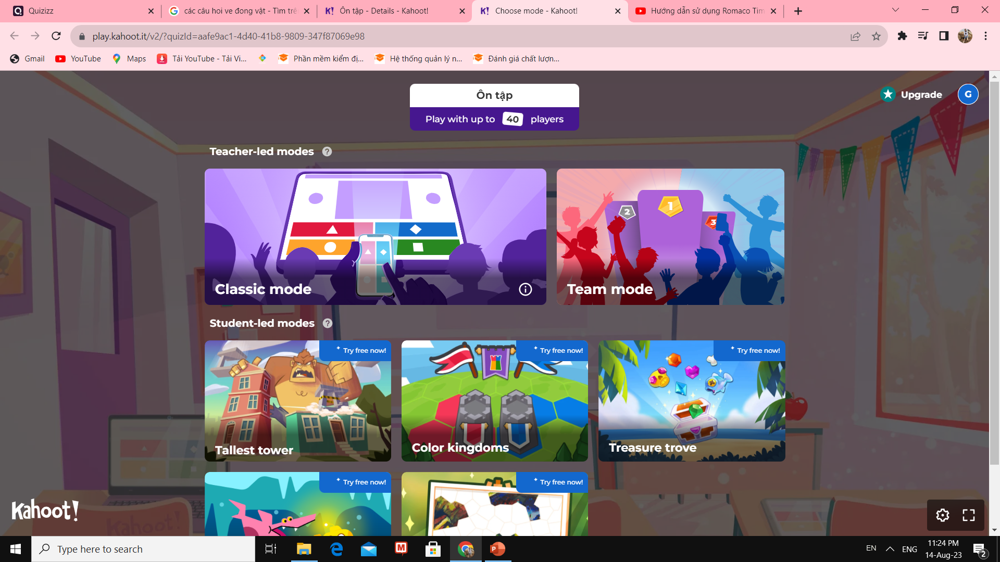 Quizizz
các câu hoi ve đong vật - Tìm trê
Ôn tập - Details - Kahoot!
Choose mode - Kahoot!
Hướng dẫn sử dụng Romaco Tim
play.kahoot.it/v2/?quizId=aafe9ac1-4d40-41b8-9809-347f87069e98
Gmail
YouTube
Maps
Tải YouTube - Tải Vi...
Phần mềm kiểm đị...
Hệ thống quản lý n...
Đánh giá chất lượn...
Ôn tập
Play with up to 40 players
Upgrade
G
Teacher-led modes ?
1
2
3
Classic mode
Team mode
Student-led modes ?
Try free now!
Try free now!
Try free now!
Tallest tower
Color kingdoms
Treasure trove
Try free now!
Try free now!
Kahoot!
Kahoot!
Type here to search
EN
ENG
11:24 PM
14-Aug-23
2